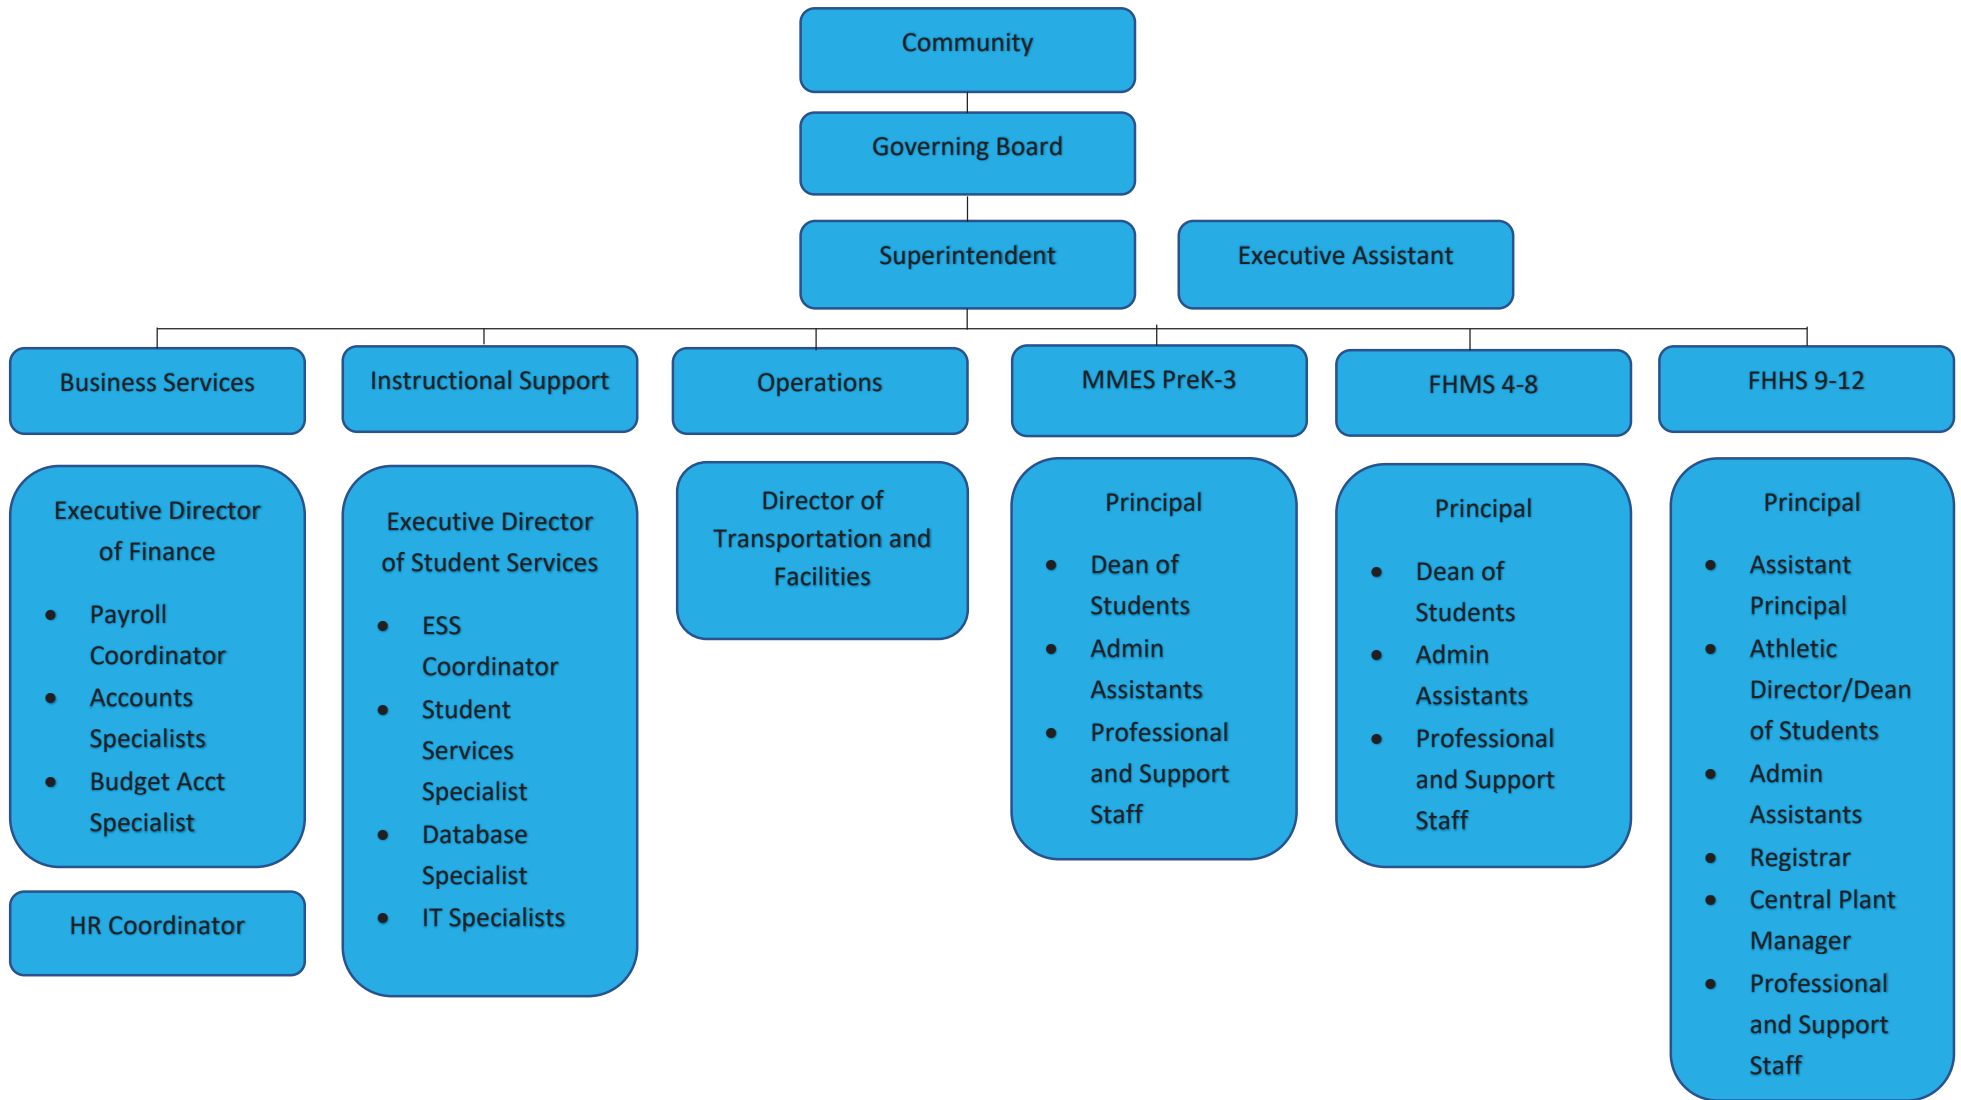 Community
Governing Board
Superintendent
Executive Assistant
Business Services
Instructional Support
Operations
MMES PreK-3
FHMS 4-8
FHHS 9-12
Executive Director
of Finance
• Payroll
Coordinator
• Accounts
Specialists
• Budget Acct
Specialist
HR Coordinator
Executive Director
of Student Services
• ESS
Coordinator
• Student
Services
Specialist
• Database
Specialist
• IT Specialists
Director of
Transportation and
Facilities
Principal
• Dean of
Students
• Admin
Assistants
• Professional
and Support
Staff
Principal
• Dean of
Students
• Admin
Assistants
• Professional
and Support
Staff
Principal
• Assistant
Principal
• Athletic
Director/Dean
of Students
• Admin
Assistants
• Registrar
• Central Plant
Manager
• Professional
and Support
Staff